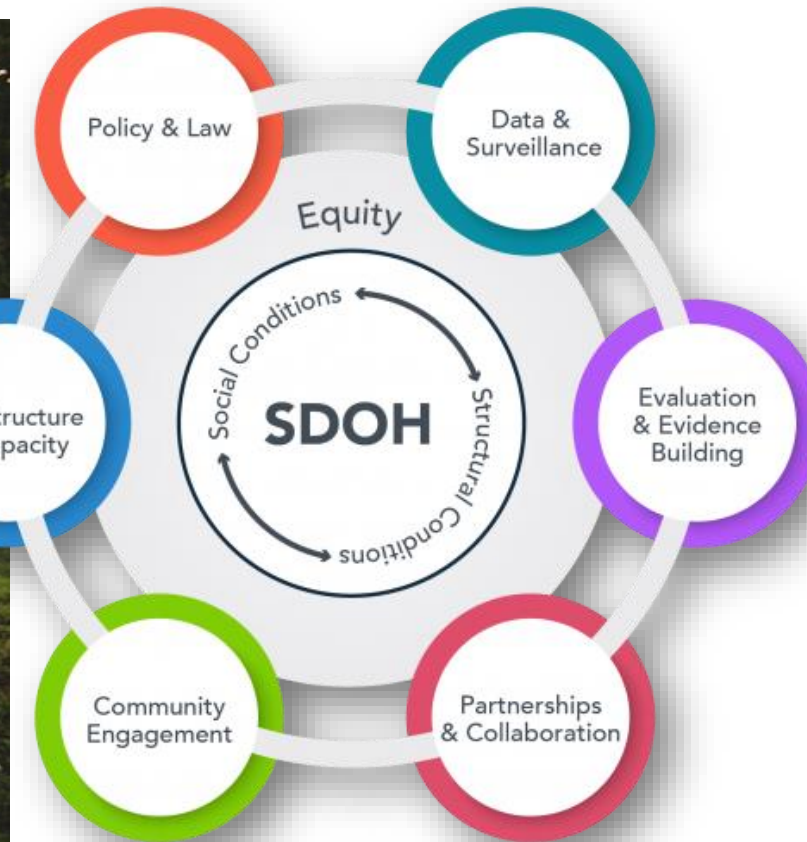 Policy & Law
Data &
Surveillance
Equity
Social Conditions
SDOH
Structural Conditions
Evaluation
& Evidence
Building
Community
Engagement
Partnerships
& Collaboration